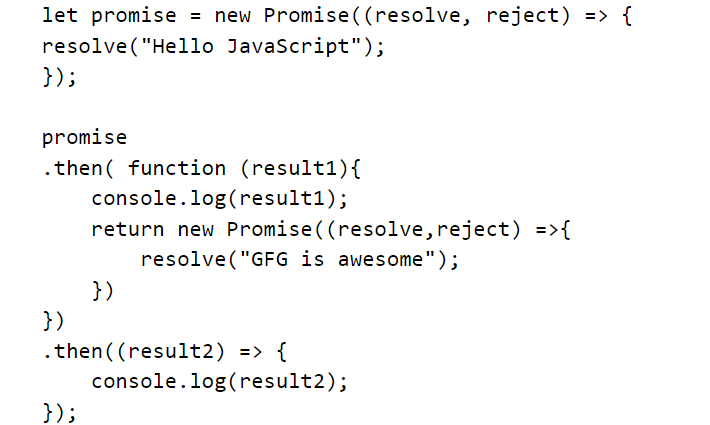 let promise = new Promise((resolve, reject) => {
resolve("Hello JavaScript");
});

promise
.then( function (result1){
    console.log(result1);
    return new Promise((resolve,reject) =>{
        resolve("GFG is awesome");
    })
})
.then((result2) => {
    console.log(result2);
});